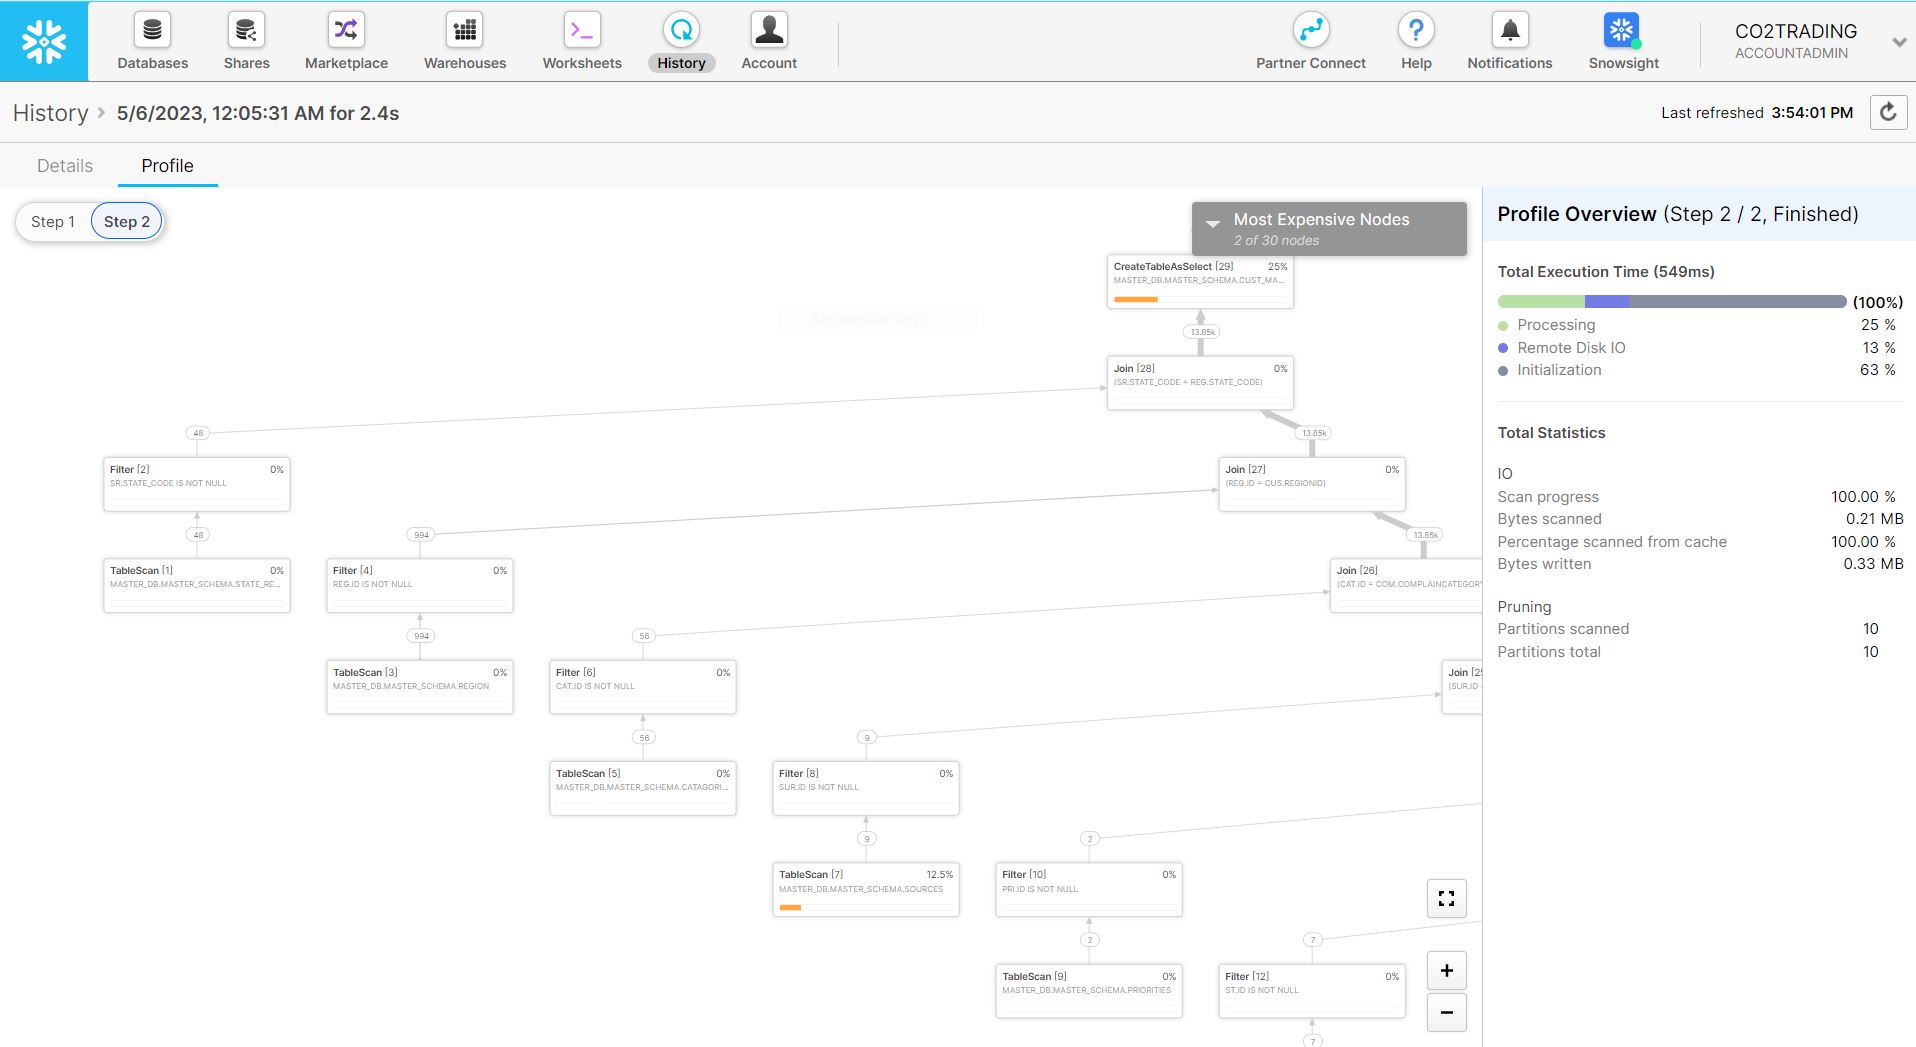 Databases
Shares
Marketplace
Warehouses
Worksheets
History
Account
Partner Connect
Help
Notifications
Snowsight
CO2TRADING
ACCOUNTADMIN
History 5/6/2023, 12:05:31 AM for 2.4s
Last refreshed 3:54:01 PM
Details
Profile
Step 1
Step 2
Most Expensive Nodes
2 of 30 nodes
CreateTableAsSelect [29] 25%
MASTER_DB.MASTER_SCHEMA.CUST_MA...
Rectangular Snip
13.85k
Join [28] 0%
(SR.STATE_CODE = REG.STATE_CODE)
48
13.85k
Filter [2] 0%
SR.STATE_CODE IS NOT NULL
Join [27] 0%
(REG.ID = CUS.REGIONID)
48
994
13.85k
TableScan [1] 0%
MASTER_DB.MASTER_SCHEMA.STATE_RE...
Filter [4] 0%
REG.ID IS NOT NULL
Join [26]
(CAT.ID = COM.COMPLAINCATEGORY
994
56
TableScan [3] 0%
MASTER_DB.MASTER_SCHEMA.REGION
Filter [6] 0%
CAT.ID IS NOT NULL
Join [25
(SUR.ID =
56
9
TableScan [5] 0%
MASTER_DB.MASTER_SCHEMA.CATAGORI...
Filter [8] 0%
SUR.ID IS NOT NULL
9
2
TableScan [7] 12.5%
MASTER_DB.MASTER_SCHEMA.SOURCES
Filter [10] 0%
PRI.ID IS NOT NULL
2
7
TableScan [9] 0%
MASTER_DB.MASTER_SCHEMA.PRIORITIES
Filter [12] 0%
ST.ID IS NOT NULL
7
Profile Overview (Step 2 / 2, Finished)
Total Execution Time (549ms)
(100%)
Processing 25 %
Remote Disk IO 13 %
Initialization 63 %
Total Statistics
IO
Scan progress 100.00 %
Bytes scanned 0.21 MB
Percentage scanned from cache 100.00 %
Bytes written 0.33 MB
Pruning
Partitions scanned 10
Partitions total 10